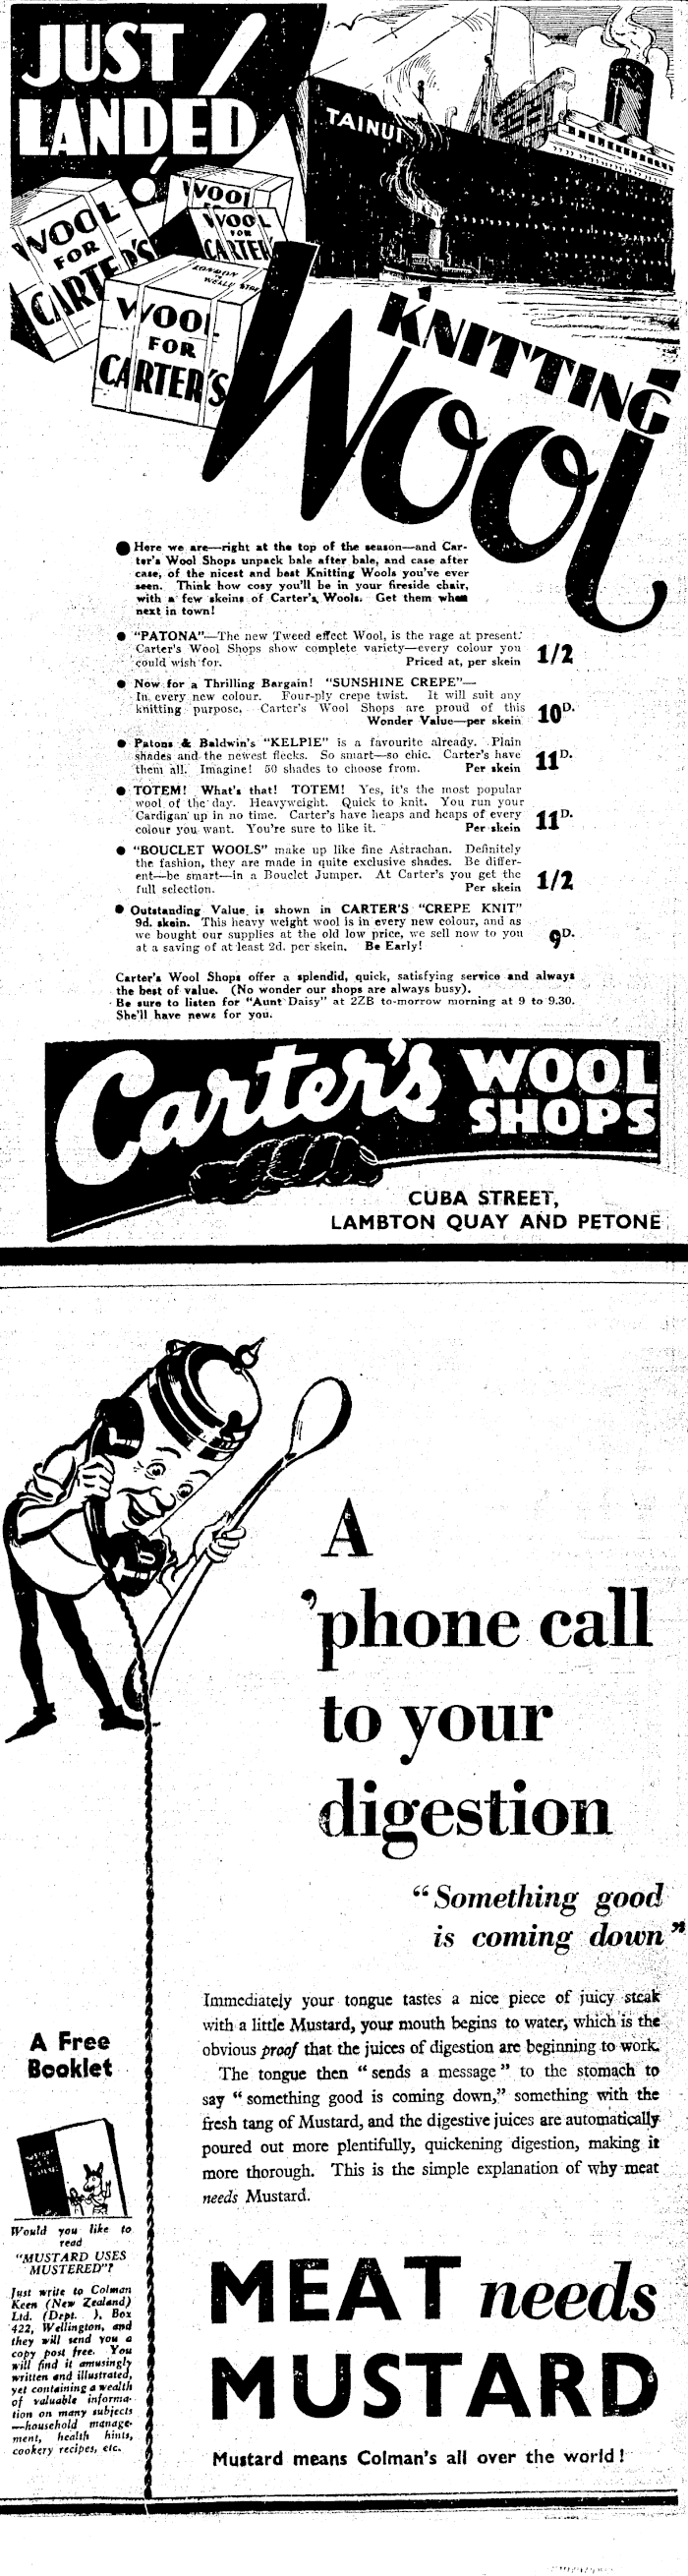 JUST
LANDED!
TAINUI
WOOL
FOR
CARTER'S
WOOL
WOOL
FOR
CARTER
LONDON
WOOL
FOR
CARTER'S
KNITTING
Wool
Here we are—right at the top of the season—and Car-
ter's Wool Shops unpack bale after bale, and case after
case, of the nicest and best Knitting Wools you've ever
seen. Think how cosy you'll be in your fireside chair,
with a few skeins of Carter's Wools. Get them when
next in town!
"PATONA"—The new Tweed effect Wool, is the rage at present.
Carter's Wool Shops show complete variety—every colour you
could wish for. Priced at, per skein 1/2
Now for a Thrilling Bargain! "SUNSHINE CREPE"—
In every new colour. Four-ply crepe twist. It will suit any
knitting purpose. Carter's Wool Shops are proud of this
Wonder Value—per skein 10D.
Patons & Baldwin's "KELPIE" is a favourite already. Plain
shades and the newest flecks. So smart—so chic. Carter's have
them all. Imagine! 50 shades to choose from. Per skein 11D.
TOTEM! What's that! TOTEM! Yes, it's the most popular
wool of the day. Heavyweight. Quick to knit. You run your
Cardigan up in no time. Carter's have heaps and heaps of every
colour you want. You're sure to like it. Per skein 11D.
"BOUCLET WOOLS" make up like fine Astrachan. Definitely
the fashion, they are made in quite exclusive shades. Be differ-
ent—be smart—in a Bouclet Jumper. At Carter's you get the
full selection. Per skein 1/2
Outstanding Value is shown in CARTER'S "CREPE KNIT"
9d. skein. This heavy weight wool is in every new colour, and as
we bought our supplies at the old low price, we sell now to you
at a saving of at least 2d. per skein. Be Early! 9D.
Carter's Wool Shops offer a splendid, quick, satisfying service and always
the best of value. (No wonder our shops are always busy).
Be sure to listen for "Aunt Daisy" at 2ZB to-morrow morning at 9 to 9.30.
She'll have news for you.
Carter's WOOL
SHOPS
CUBA STREET,
LAMBTON QUAY AND PETONE
A
'phone call
to your
digestion
"Something good
is coming down"
Immediately your tongue tastes a nice piece of juicy steak
with a little Mustard, your mouth begins to water, which is the
obvious proof that the juices of digestion are beginning to work.
The tongue then "sends a message" to the stomach to
say "something good is coming down," something with the
fresh tang of Mustard, and the digestive juices are automatically
poured out more plentifully, quickening digestion, making it
more thorough. This is the simple explanation of why meat
needs Mustard.
A Free
Booklet
Would you like to
read
"MUSTARD USES
MUSTERED"?
Just write to Colman
Keen (New Zealand)
Ltd. (Dept. ), Box
422, Wellington, and
they will send you a
copy post free. You
will find it amusingly
written and illustrated,
yet containing a wealth
of valuable informa-
tion on many subjects
—household manage-
ment, health hints,
cookery recipes, etc.
MEAT needs
MUSTARD
Mustard means Colman's all over the world!